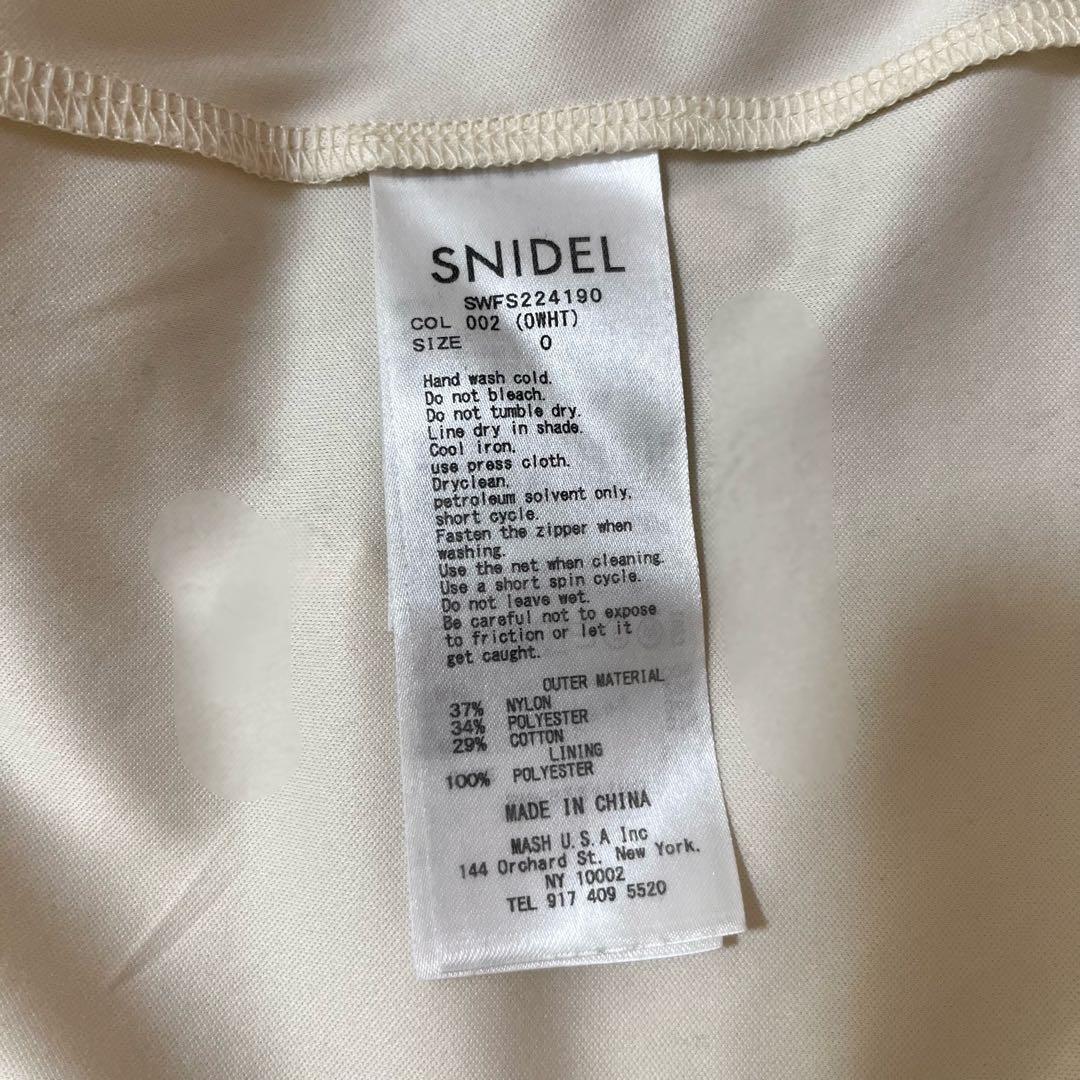 SNIDEL
SWFS224190
COL 002 (OWHT)
SIZE 0
Hand wash cold.
Do not bleach.
Do not tumble dry.
Line dry in shade.
Cool iron.
use press cloth.
Dryclean.
petroleum solvent only.
short cycle.
Fasten the zipper when
washing.
Use the net when cleaning.
Use a short spin cycle.
Do not leave wet.
Be careful not to expose
to friction or let it
get caught.
OUTER MATERIAL
37% NYLON
34% POLYESTER
29% COTTON
LINING
100% POLYESTER
MADE IN CHINA
MASH U.S.A Inc
144 Orchard St. New York.
NY 10002
TEL 917 409 5520